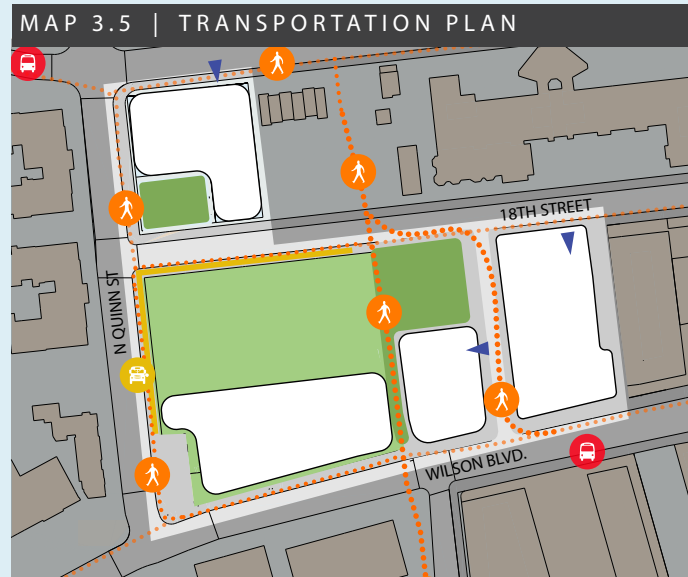 MAP 3.5 | TRANSPORTATION PLAN
18TH STREET
N QUINN ST
WILSON BLVD.